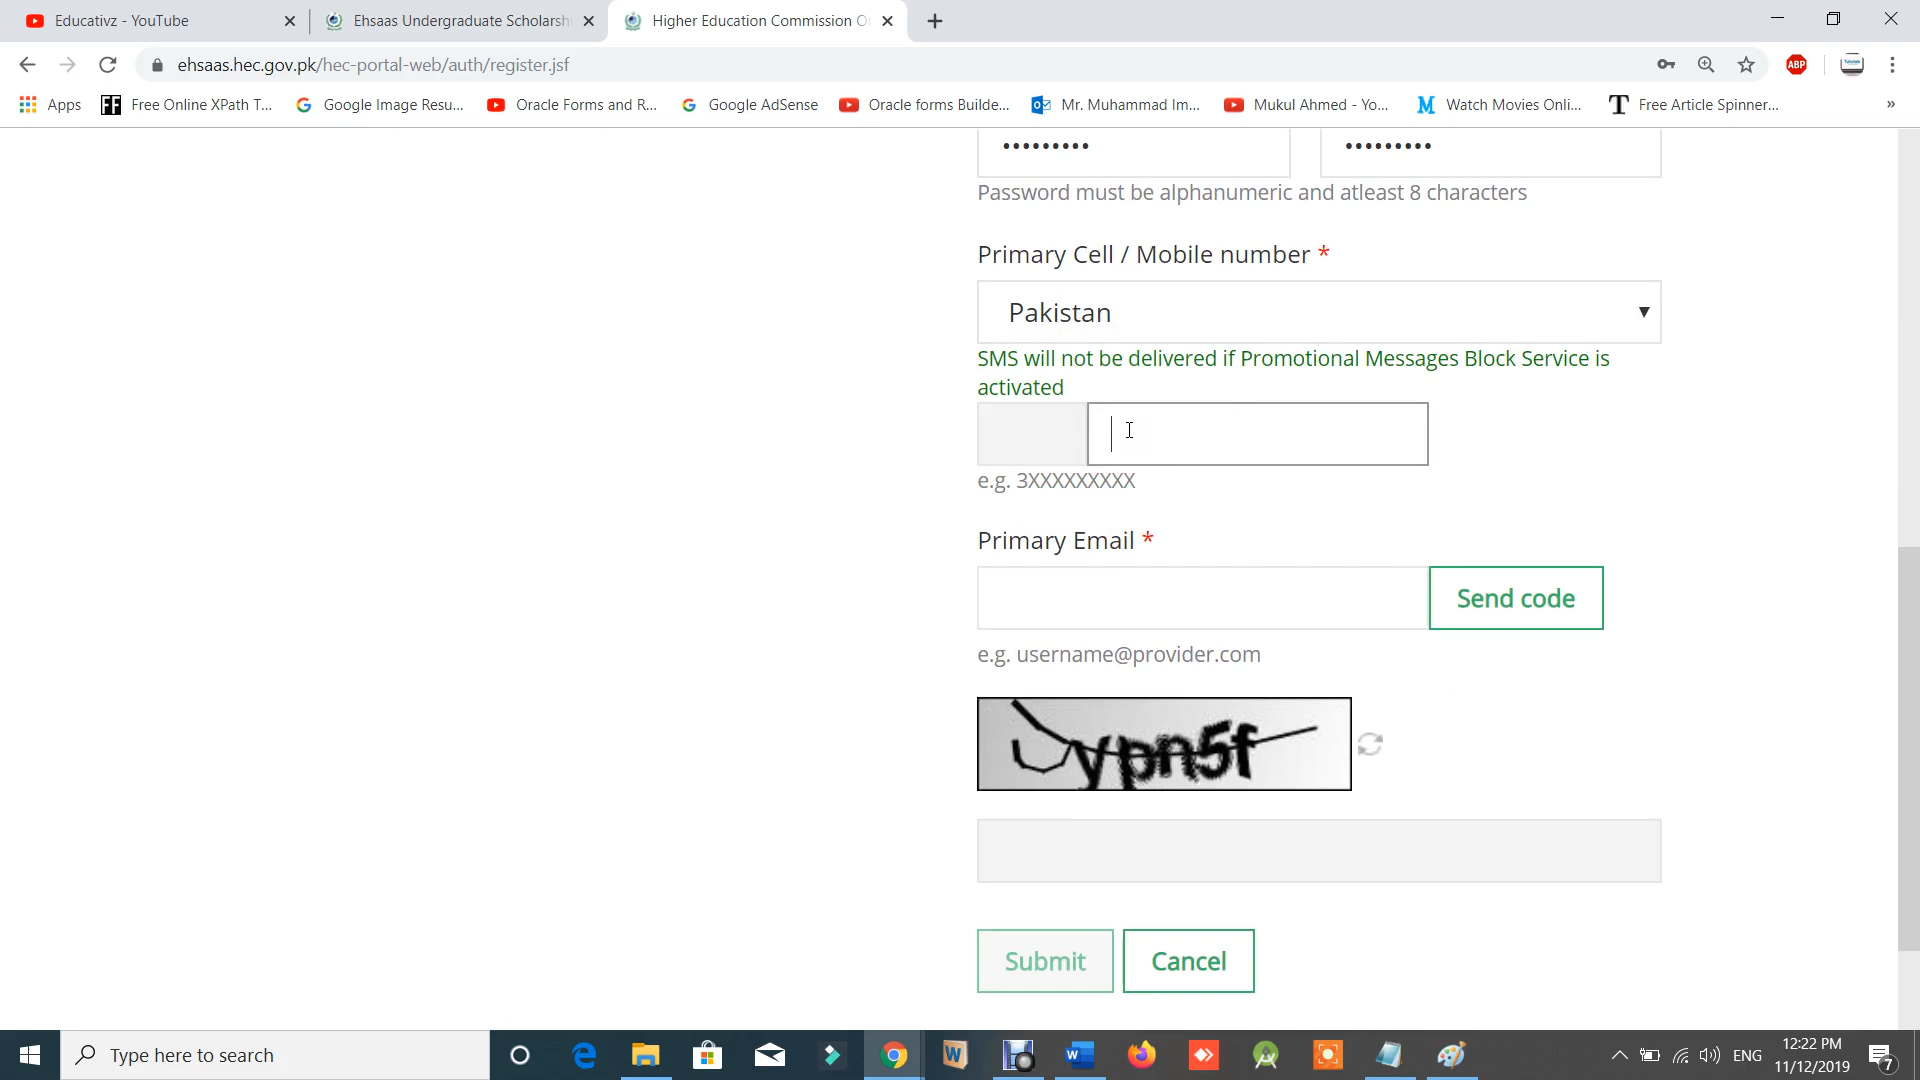 Educativz - YouTube
Ehsaas Undergraduate Scholarsh
Higher Education Commission O
ehsaas.hec.gov.pk/hec-portal-web/auth/register.jsf
ABP
Apps
FF Free Online XPath T...
Google Image Resu...
Oracle Forms and R...
Google AdSense
Oracle forms Builde...
Mr. Muhammad Im...
Mukul Ahmed - Yo...
Watch Movies Onli...
Free Article Spinner...
»
•••••••••
•••••••••
Password must be alphanumeric and atleast 8 characters
Primary Cell / Mobile number *
Pakistan
SMS will not be delivered if Promotional Messages Block Service is
activated
e.g. 3XXXXXXXXX
Primary Email *
Send code
e.g. username@provider.com
ypn5f
Submit
Cancel
Type here to search
ENG
12:22 PM
11/12/2019
7